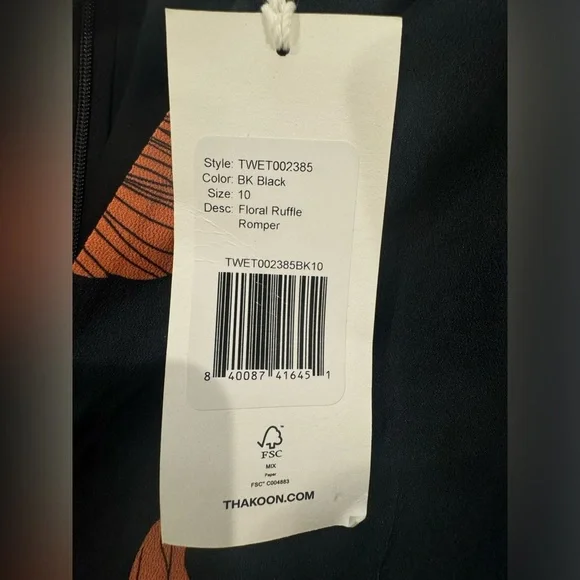 Style: TWET002385
Color: BK Black
Size: 10
Desc: Floral Ruffle
Romper
TWET002385BK10
8 40087 41645 1
FSC
MIX
Paper
FSC® C004883
THAKOON.COM